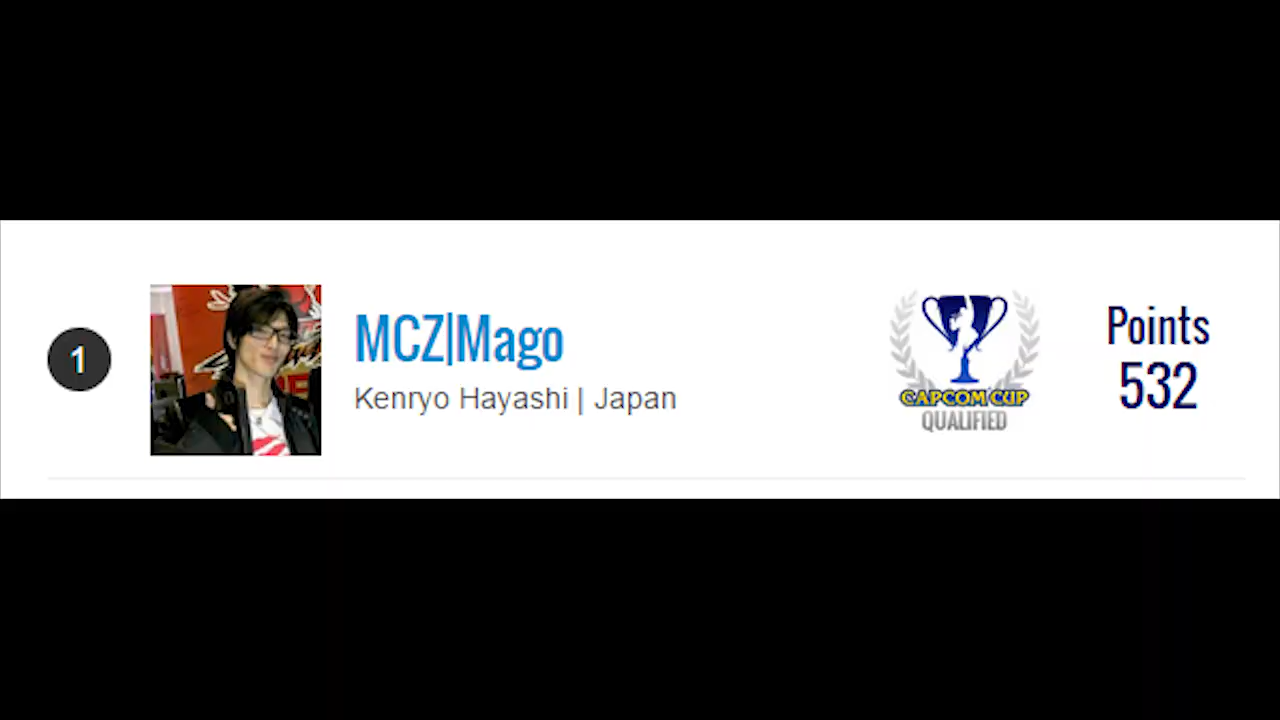 1
MCZ|Mago
Kenryo Hayashi | Japan
CAPCOM CUP
QUALIFIED
Points
532